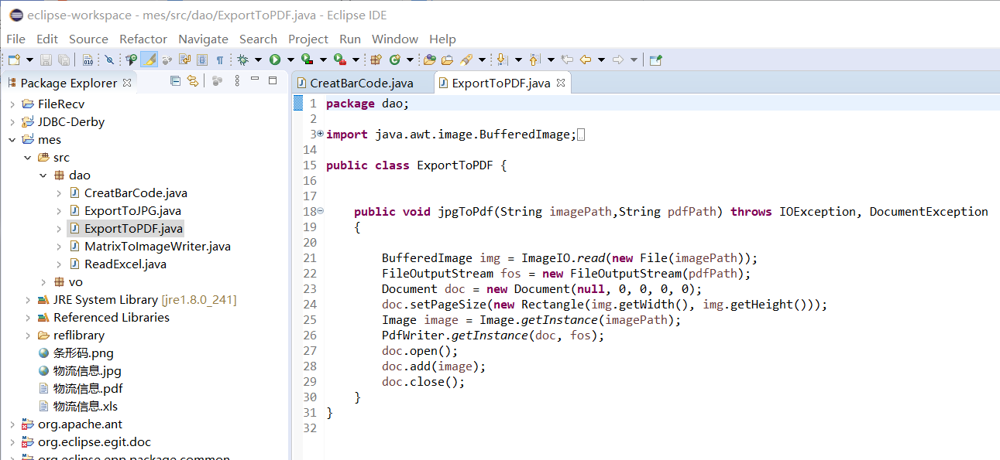 eclipse-workspace - mes/src/dao/ExportToPDF.java - Eclipse IDE
File Edit Source Refactor Navigate Search Project Run Window Help
Package Explorer
FileRecv
JDBC-Derby
mes
src
dao
CreatBarCode.java
ExportToJPG.java
ExportToPDF.java
MatrixToImageWriter.java
ReadExcel.java
vo
JRE System Library [jre1.8.0_241]
Referenced Libraries
reflibrary
条形码.png
物流信息.jpg
物流信息.pdf
物流信息.xls
org.apache.ant
org.eclipse.egit.doc
org.eclipse.epp.package.common
CreatBarCode.java ExportToPDF.java
1 package dao;
2
3 import java.awt.image.BufferedImage;
14
15 public class ExportToPDF {
16
17
18 public void jpgToPdf(String imagePath,String pdfPath) throws IOException, DocumentException
19 {
20
21 BufferedImage img = ImageIO.read(new File(imagePath));
22 FileOutputStream fos = new FileOutputStream(pdfPath);
23 Document doc = new Document(null, 0, 0, 0, 0);
24 doc.setPageSize(new Rectangle(img.getWidth(), img.getHeight()));
25 Image image = Image.getInstance(imagePath);
26 PdfWriter.getInstance(doc, fos);
27 doc.open();
28 doc.add(image);
29 doc.close();
30 }
31 }
32